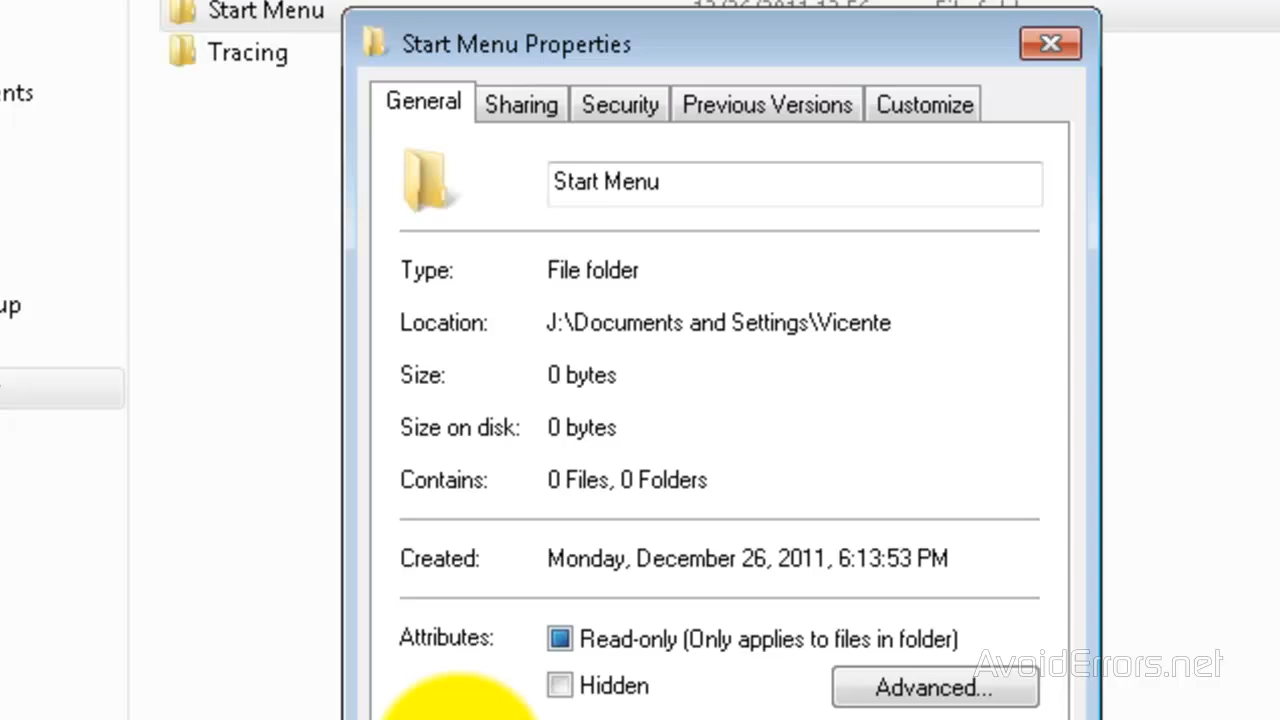 Start Menu
Tracing
ents
up
Start Menu Properties
General Sharing Security Previous Versions Customize
Start Menu
Type: File folder
Location: J:\Documents and Settings\Vicente
Size: 0 bytes
Size on disk: 0 bytes
Contains: 0 Files, 0 Folders
Created: Monday, December 26, 2011, 6:13:53 PM
Attributes: Read-only (Only applies to files in folder)
Hidden Advanced...
AvoidErrors.net